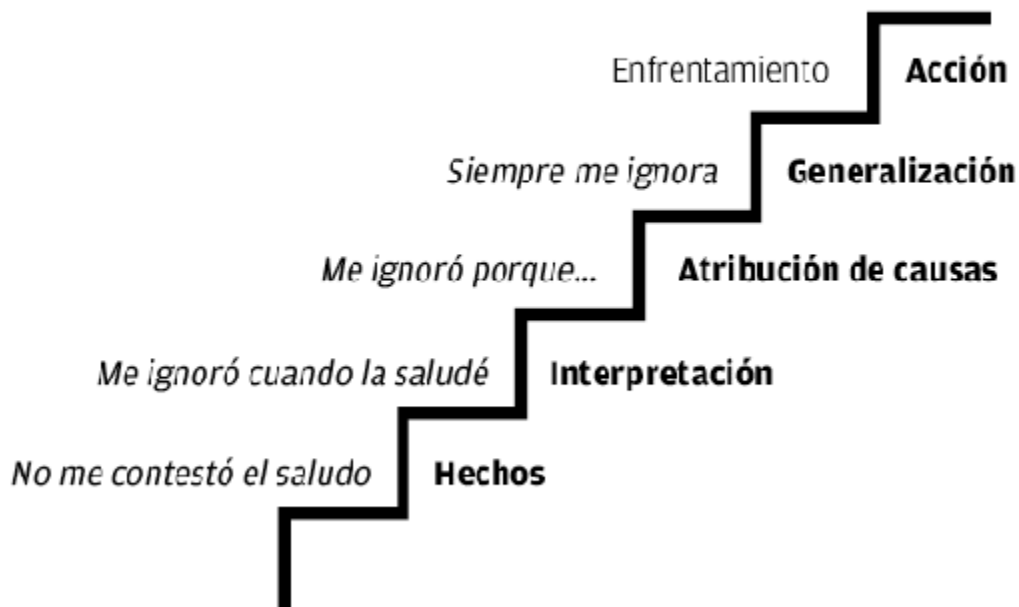 Enfrentamiento Acción
Siempre me ignora Generalización
Me ignoró porque... Atribución de causas
Me ignoró cuando la saludé Interpretación
No me contestó el saludo Hechos